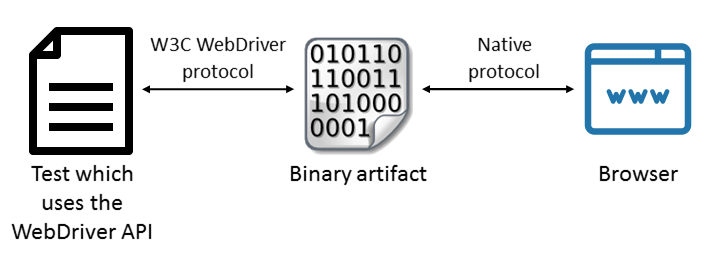 W3C WebDriver
protocol
Native
protocol
010110
110011
101000
0001
www
Test which
uses the
WebDriver API
Binary artifact
Browser